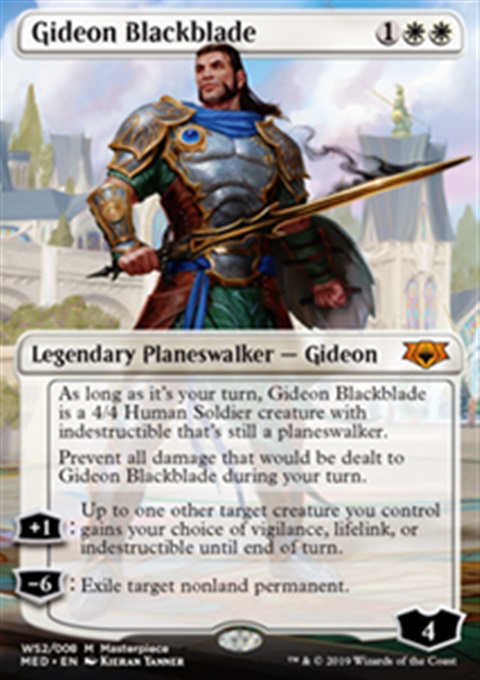 Gideon Blackblade 1
Legendary Planeswalker — Gideon
As long as it's your turn, Gideon Blackblade
is a 4/4 Human Soldier creature with
indestructible that's still a planeswalker.
Prevent all damage that would be dealt to
Gideon Blackblade during your turn.
+1: Up to one other target creature you control
gains your choice of vigilance, lifelink, or
indestructible until end of turn.
−6: Exile target nonland permanent.
4
WS2/008 M Masterpiece
MED • EN Kieran Tanner
™ & © 2019 Wizards of the Coast